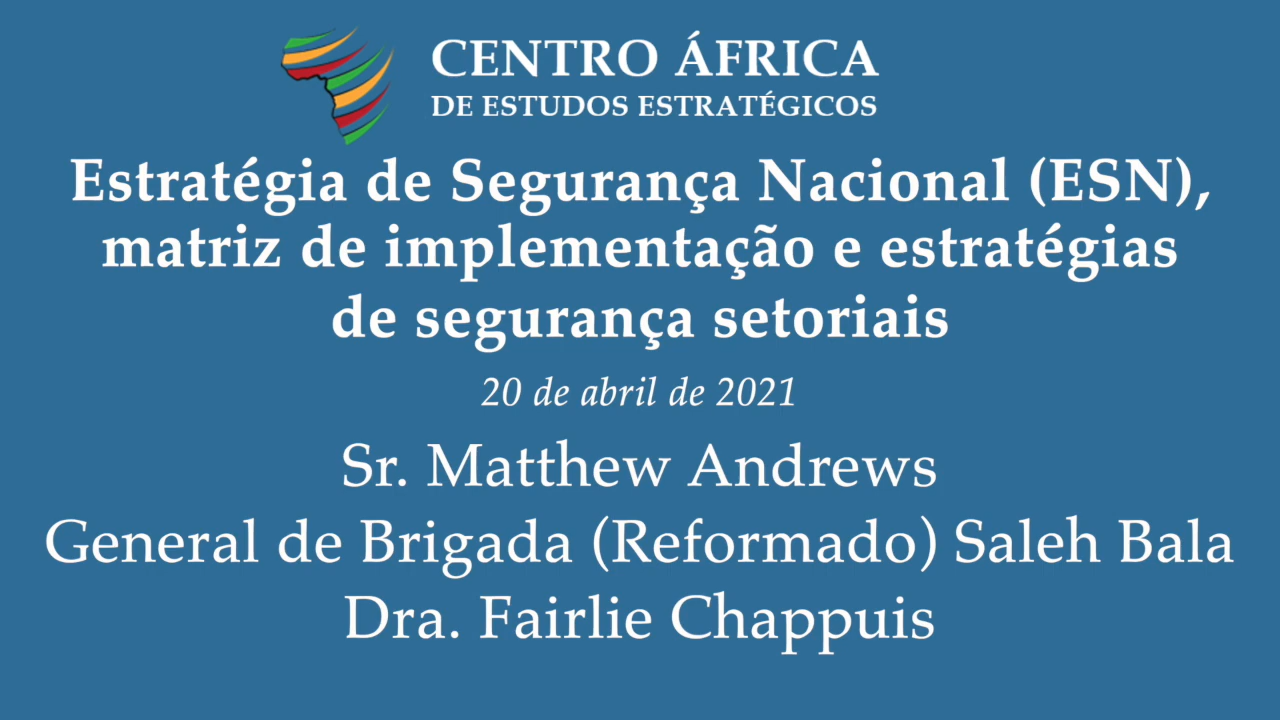 CENTRO ÁFRICA
DE ESTUDOS ESTRATÉGICOS
Estratégia de Segurança Nacional (ESN),
matriz de implementação e estratégias
de segurança setoriais
20 de abril de 2021
Sr. Matthew Andrews
General de Brigada (Reformado) Saleh Bala
Dra. Fairlie Chappuis